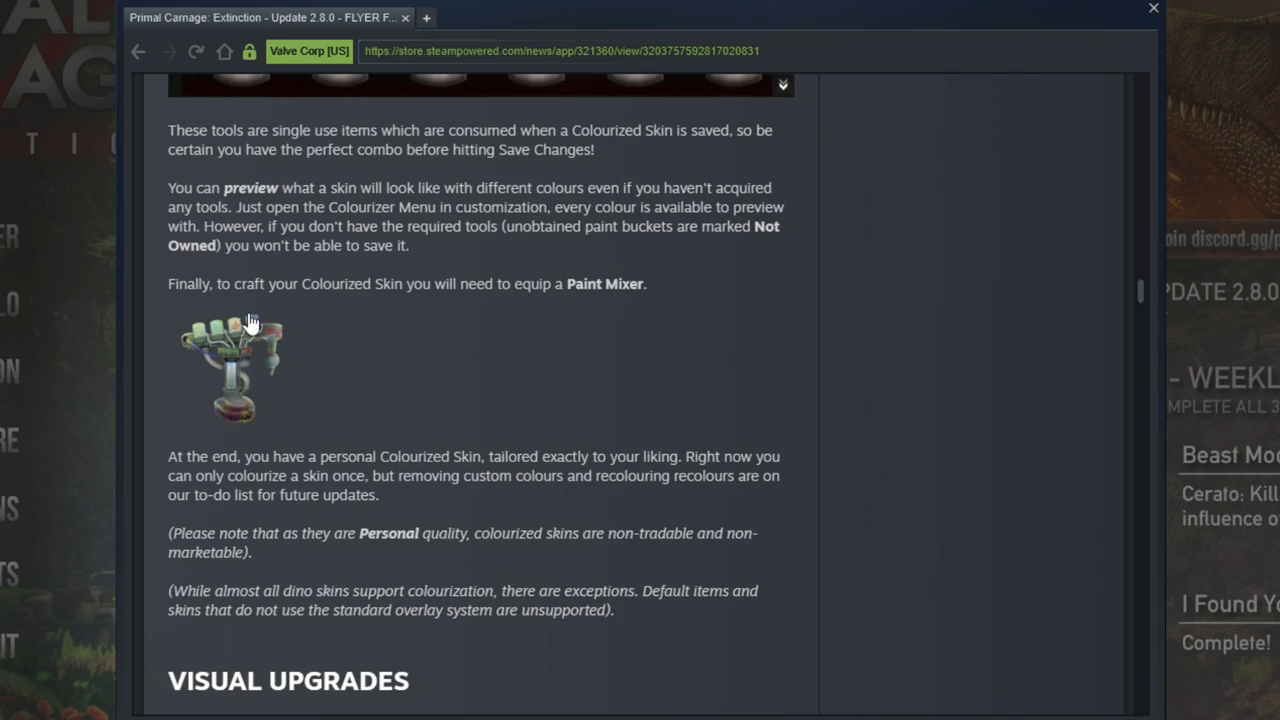 Primal Carnage: Extinction - Update 2.8.0 - FLYER F...
Valve Corp [US]
https://store.steampowered.com/news/app/321360/view/3203757592817020831
These tools are single use items which are consumed when a Colourized Skin is saved, so be
certain you have the perfect combo before hitting Save Changes!
You can preview what a skin will look like with different colours even if you haven't acquired
any tools. Just open the Colourizer Menu in customization, every colour is available to preview
with. However, if you don't have the required tools (unobtained paint buckets are marked Not
Owned) you won't be able to save it.
Finally, to craft your Colourized Skin you will need to equip a Paint Mixer.
At the end, you have a personal Colourized Skin, tailored exactly to your liking. Right now you
can only colourize a skin once, but removing custom colours and recolouring recolours are on
our to-do list for future updates.
(Please note that as they are Personal quality, colourized skins are non-tradable and non-
marketable).
(While almost all dino skins support colourization, there are exceptions. Default items and
skins that do not use the standard overlay system are unsupported).
VISUAL UPGRADES
oin discord.gg/p
PDATE 2.8.0
- WEEKL
MPLETE ALL 3
Beast Mod
Cerato: Kill
influence o
I Found Yo
Complete!